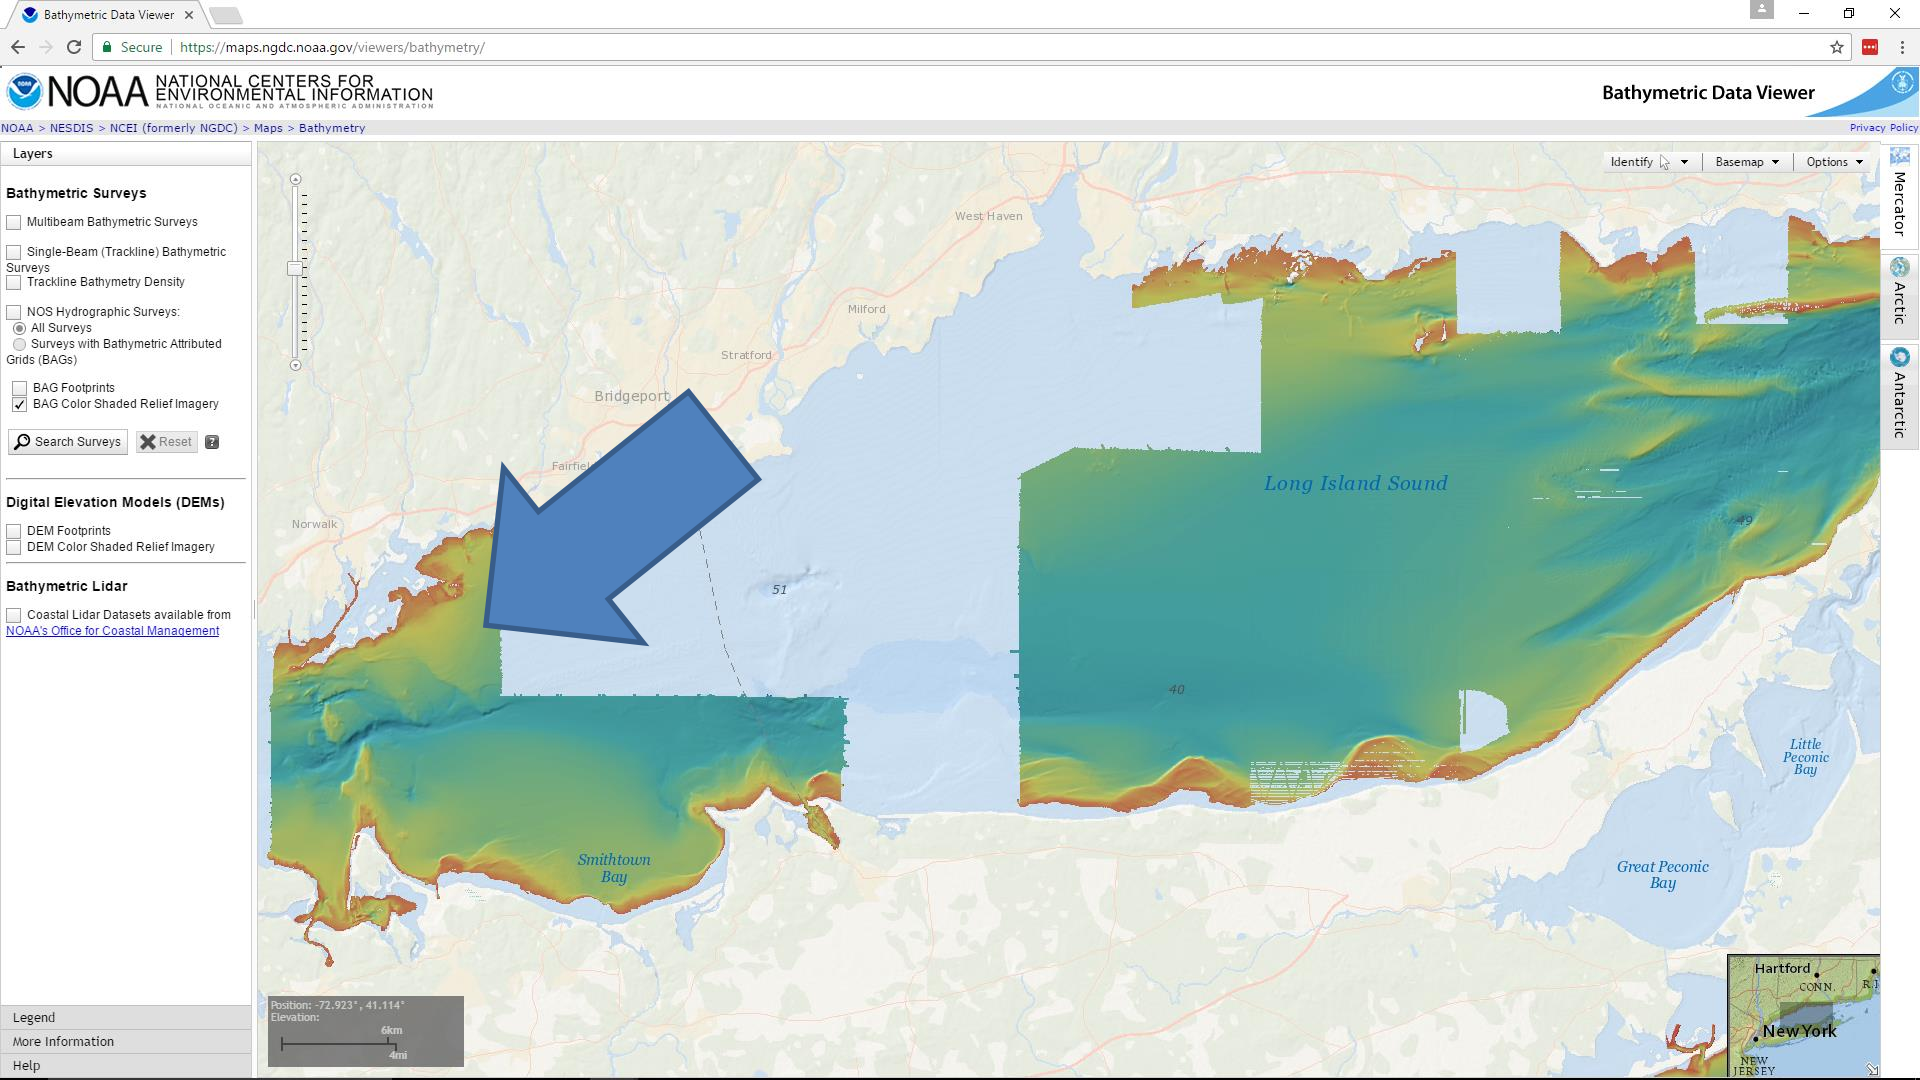 Bathymetric Data Viewer
Secure
https://maps.ngdc.noaa.gov/viewers/bathymetry/
NOAA
NATIONAL CENTERS FOR
ENVIRONMENTAL INFORMATION
NATIONAL OCEANIC AND ATMOSPHERIC ADMINISTRATION
Bathymetric Data Viewer
NOAA > NESDIS > NCEI (formerly NGDC) > Maps > Bathymetry
Privacy Policy
Layers
Bathymetric Surveys
Multibeam Bathymetric Surveys
Single-Beam (Trackline) Bathymetric
Surveys
Trackline Bathymetry Density
NOS Hydrographic Surveys:
All Surveys
Surveys with Bathymetric Attributed
Grids (BAGs)
BAG Footprints
BAG Color Shaded Relief Imagery
Search Surveys
Reset
?
Digital Elevation Models (DEMs)
DEM Footprints
DEM Color Shaded Relief Imagery
Bathymetric Lidar
Coastal Lidar Datasets available from
NOAA's Office for Coastal Management
Legend
More Information
Help
Identify
Basemap
Options
Mercator
Arctic
Antarctic
West Haven
Milford
Stratford
Bridgeport
Fairfiel
Norwalk
Long Island Sound
49
51
40
Little
Peconic
Bay
Smithtown
Bay
Great Peconic
Bay
Position: -72.923°, 41.114°
Elevation:
6km
4mi
Hartford
CONN.
R.I
New York
NEW
JERSEY